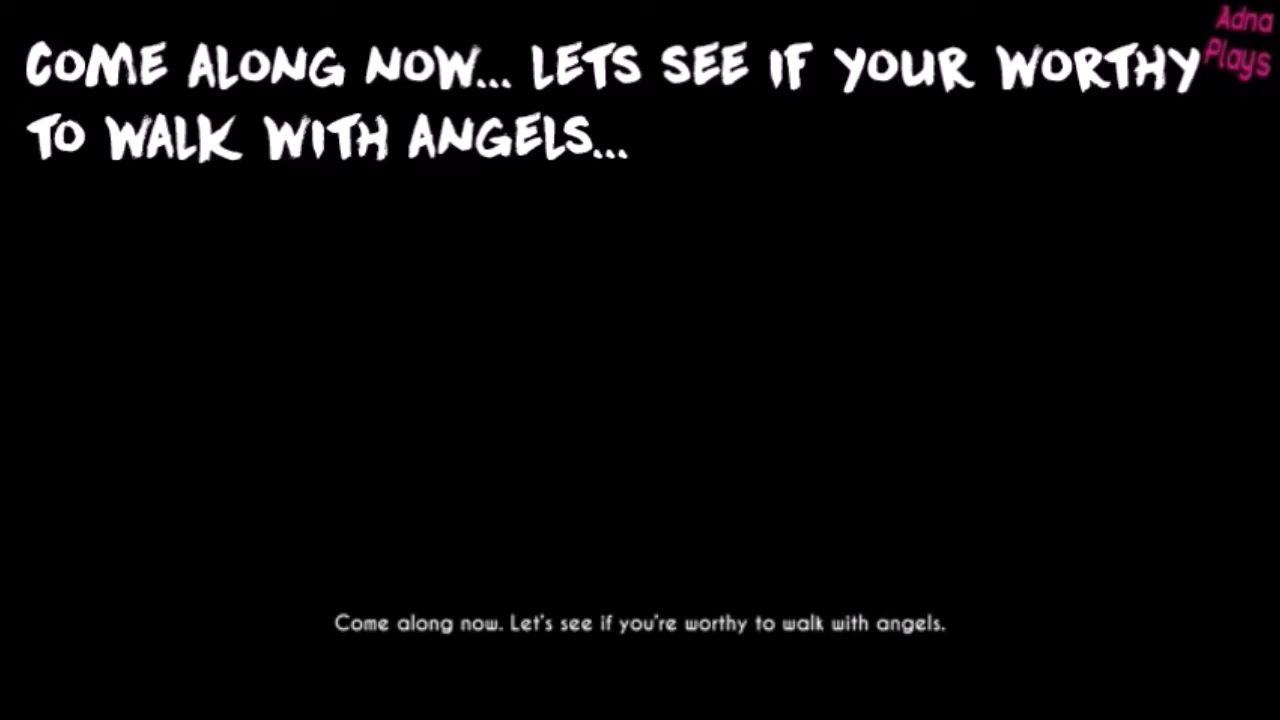 Adna
Plays
COME ALONG NOW... LETS SEE IF YOUR WORTHY
TO WALK WITH ANGELS...
Come along now. Let's see if you're worthy to walk with angels.